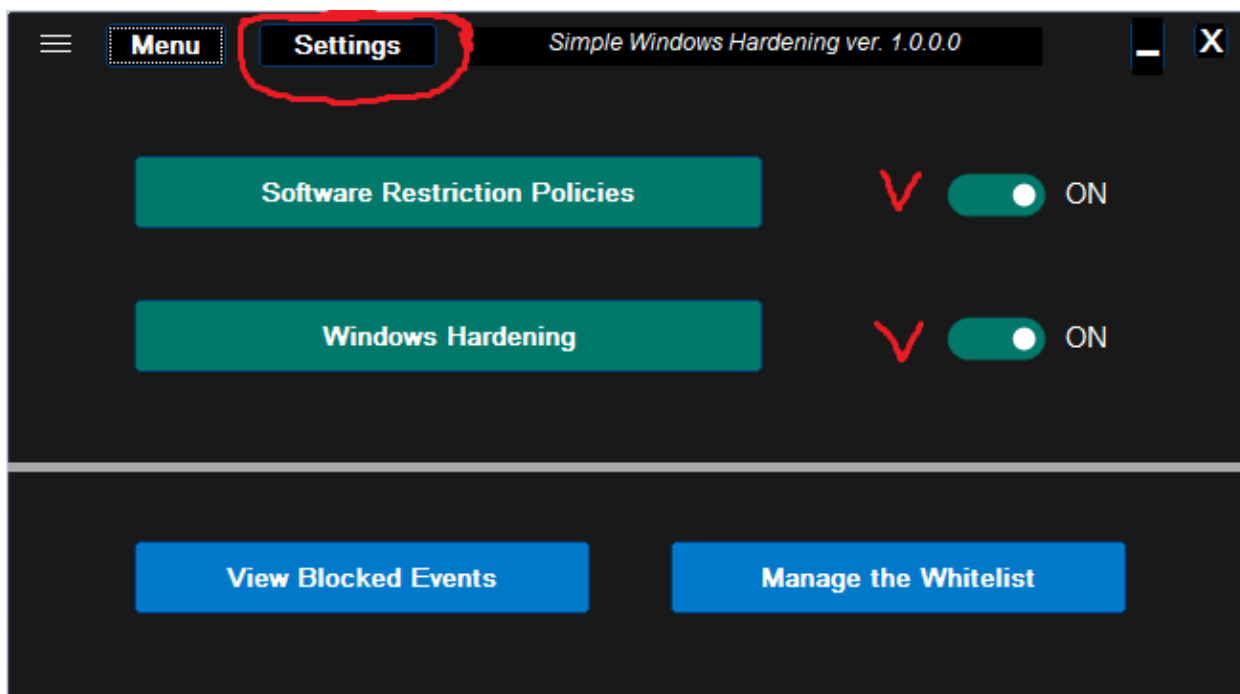 Menu Settings Simple Windows Hardening ver. 1.0.0.0 X
Software Restriction Policies ON
Windows Hardening ON
View Blocked Events Manage the Whitelist